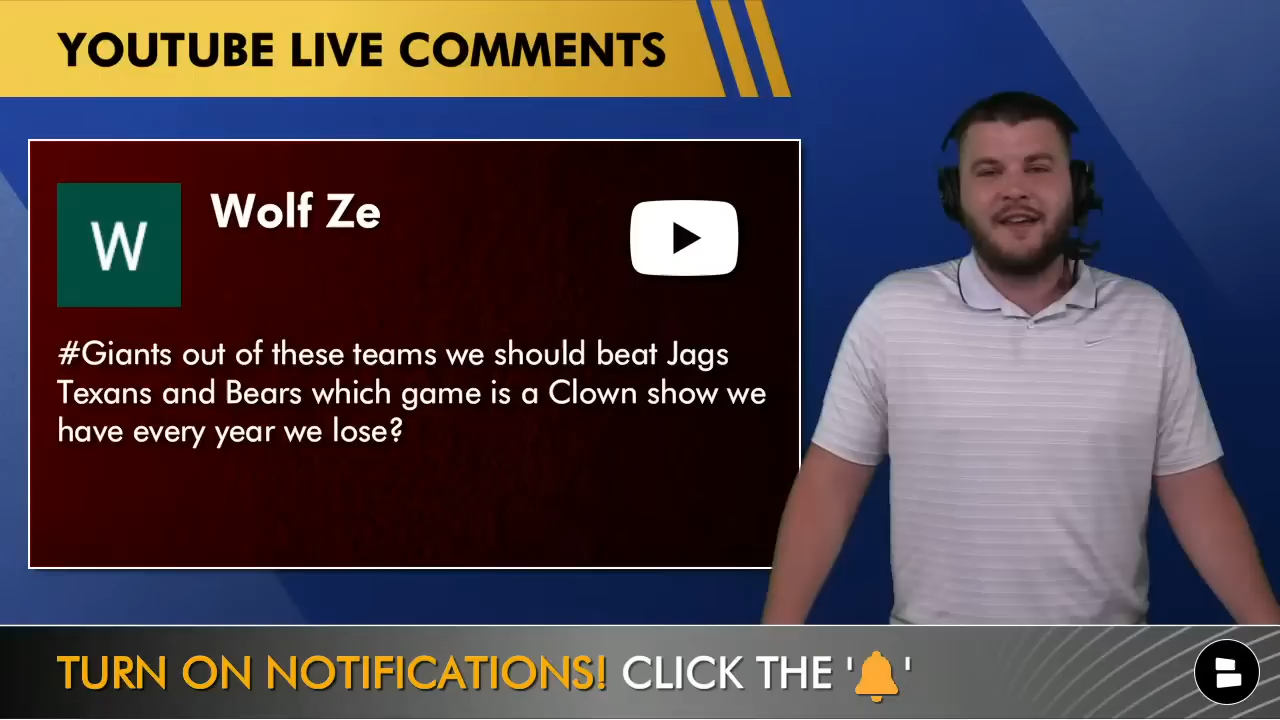 YOUTUBE LIVE COMMENTS
W
Wolf Ze
#Giants out of these teams we should beat Jags
Texans and Bears which game is a Clown show we
have every year we lose?
TURN ON NOTIFICATIONS! CLICK THE '🔔'